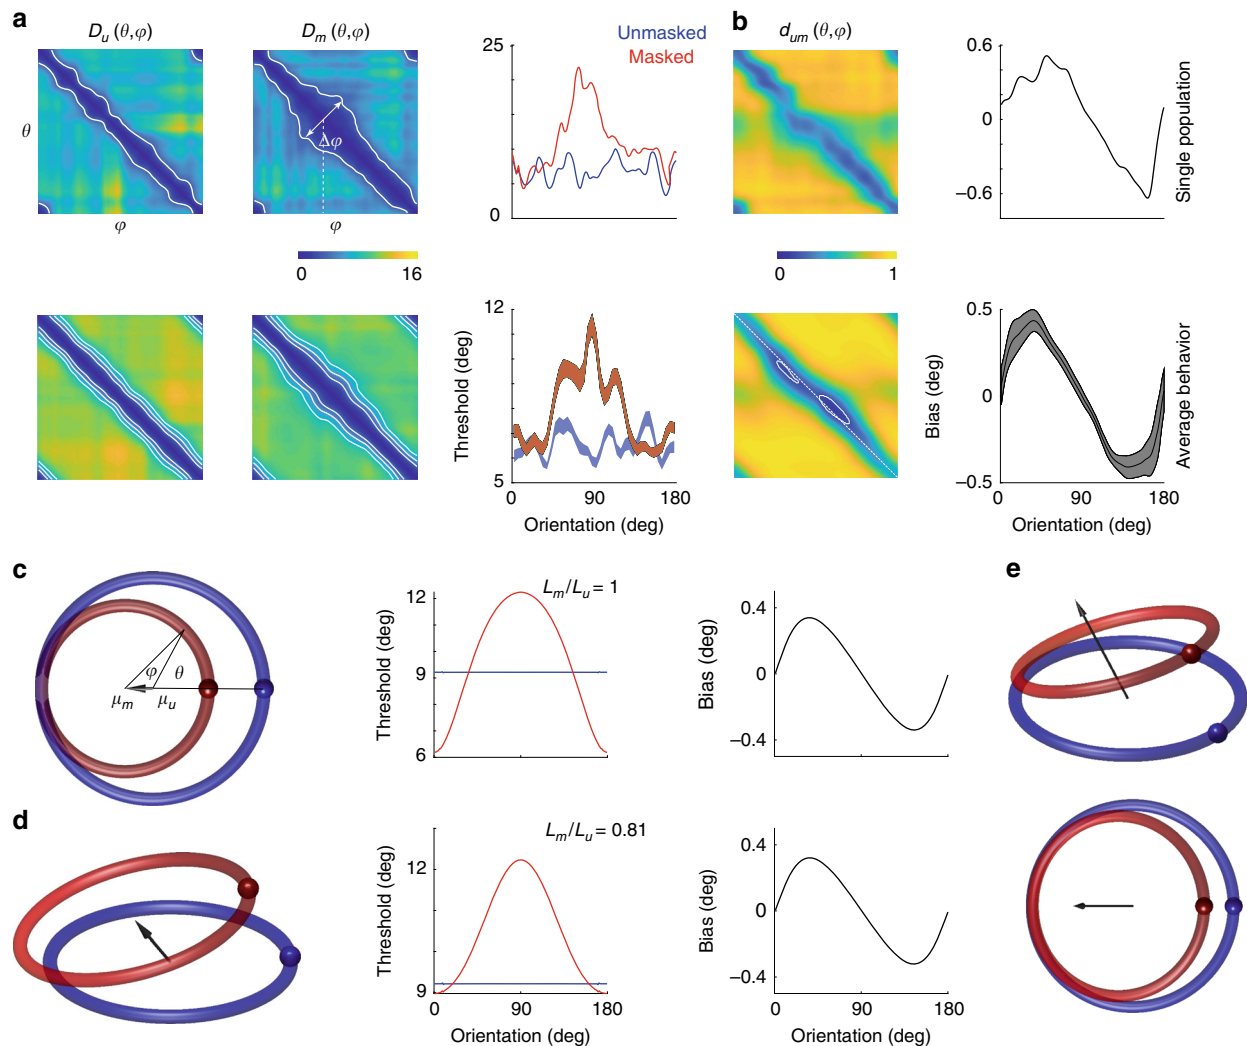 a
D_u (θ,φ)
D_m (θ,φ)
Unmasked
Masked
b
d_um (θ,φ)
θ
φ
φ
Δφ
25
0
0.6
0
−0.6
Single population
0
16
0
1
Threshold (deg)
12
5
0
90
180
Orientation (deg)
Bias (deg)
0.5
0
−0.5
0
90
180
Orientation (deg)
Average behavior
c
φ
θ
μ_m
μ_u
Threshold (deg)
12
9
6
0
180
L_m/L_u = 1
Bias (deg)
0.4
0
−0.4
0
180
e
d
Threshold (deg)
12
9
0
90
180
Orientation (deg)
L_m/L_u = 0.81
Bias (deg)
0.4
0
−0.4
0
90
180
Orientation (deg)